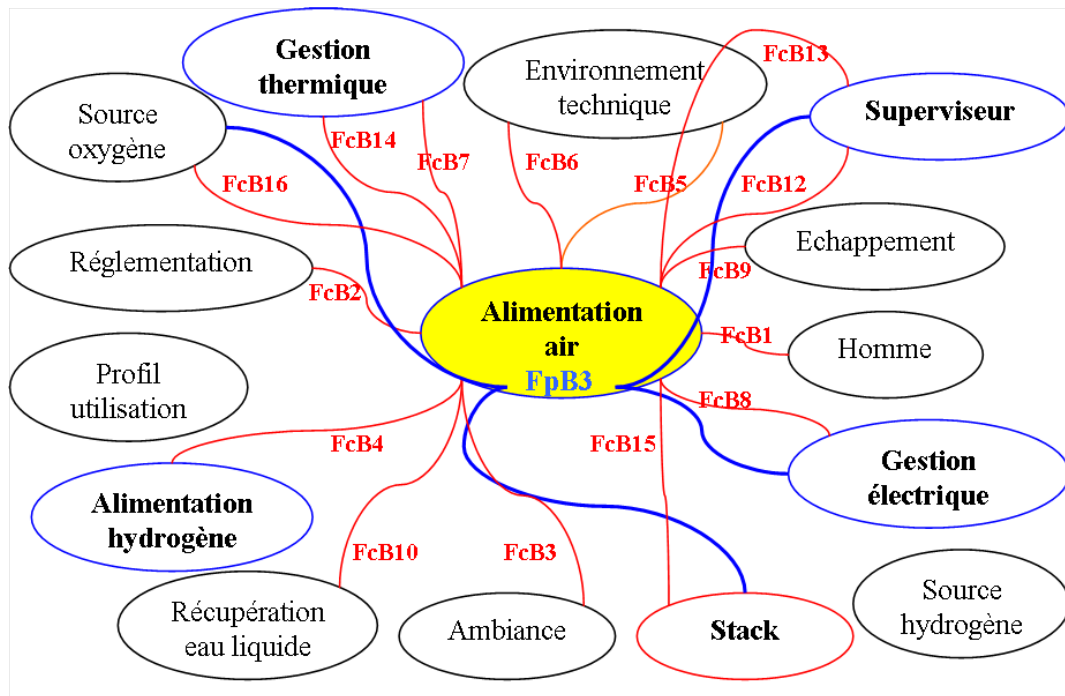 Gestion
thermique
Environnement
technique
FcB13
Superviseur
Source
oxygène
FcB14
FcB7
FcB6
FcB5
FcB12
FcB16
Réglementation
FcB2
Echappement
FcB9
Alimentation
air
FpB3
FcB1
Homme
Profil
utilisation
FcB8
FcB4
FcB15
Gestion
électrique
Alimentation
hydrogène
FcB10
FcB3
Source
hydrogène
Récupération
eau liquide
Ambiance
Stack